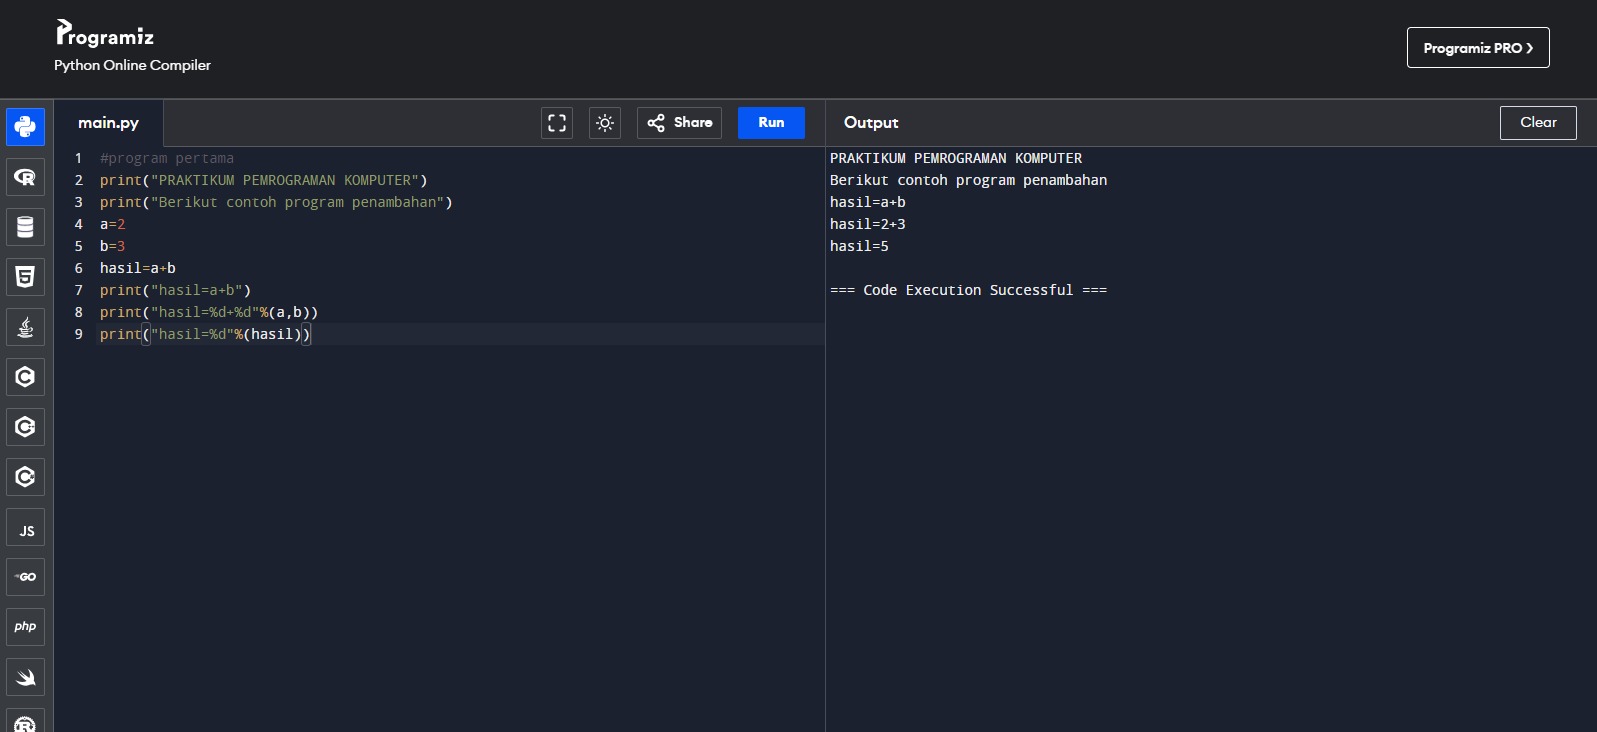 Programiz
Python Online Compiler
Programiz PRO ❯
main.py
Share
Run
Output
Clear
1 #program pertama
2 print("PRAKTIKUM PEMROGRAMAN KOMPUTER")
3 print("Berikut contoh program penambahan")
4 a=2
5 b=3
6 hasil=a+b
7 print("hasil=a+b")
8 print("hasil=%d+%d"%(a,b))
9 print("hasil=%d"%(hasil))
PRAKTIKUM PEMROGRAMAN KOMPUTER
Berikut contoh program penambahan
hasil=a+b
hasil=2+3
hasil=5
=== Code Execution Successful ===
R
5
C
C++
C#
JS
GO
php
R